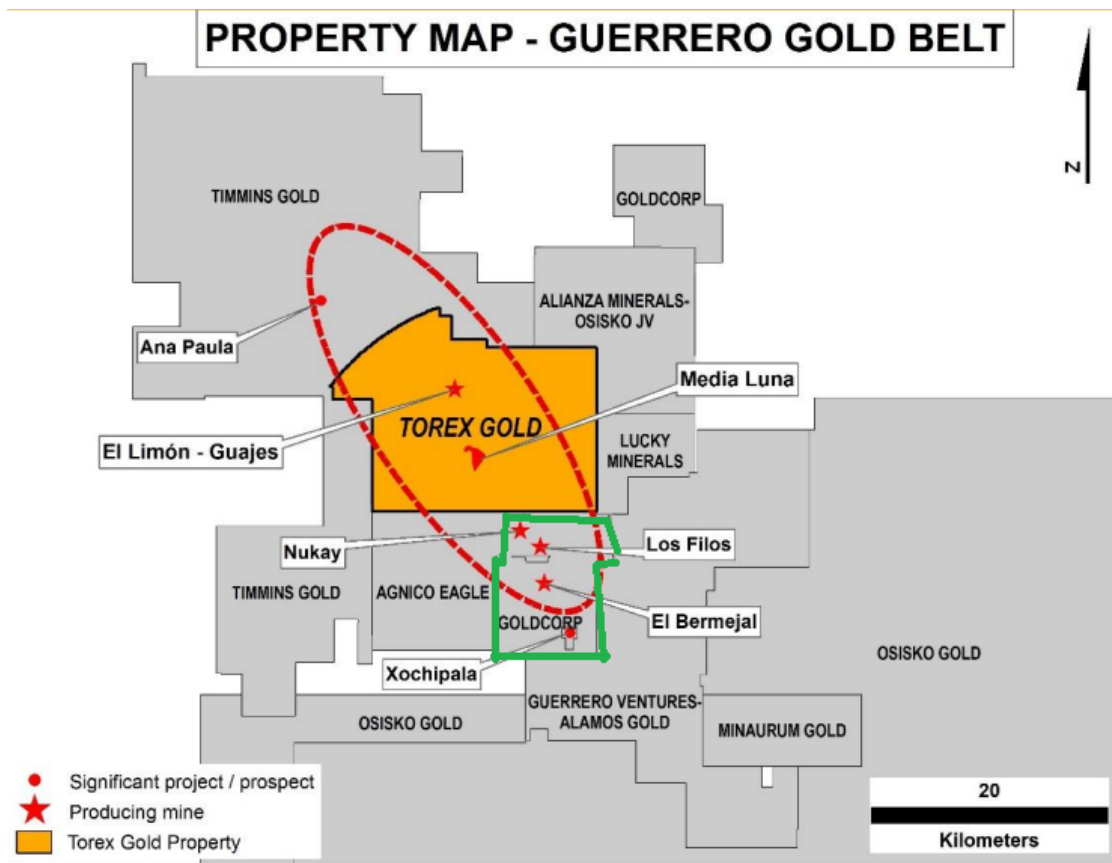 PROPERTY MAP - GUERRERO GOLD BELT
N
TIMMINS GOLD
GOLDCORP
ALIANZA MINERALS-
OSISKO JV
Ana Paula
Media Luna
TOREX GOLD
El Limón - Guajes
LUCKY
MINERALS
Nukay
Los Filos
TIMMINS GOLD
AGNICO EAGLE
GOLDCORP
El Bermejal
Xochipala
OSISKO GOLD
GUERRERO VENTURES-
ALAMOS GOLD
OSISKO GOLD
MINAURUM GOLD
Significant project / prospect
Producing mine
Torex Gold Property
20
Kilometers